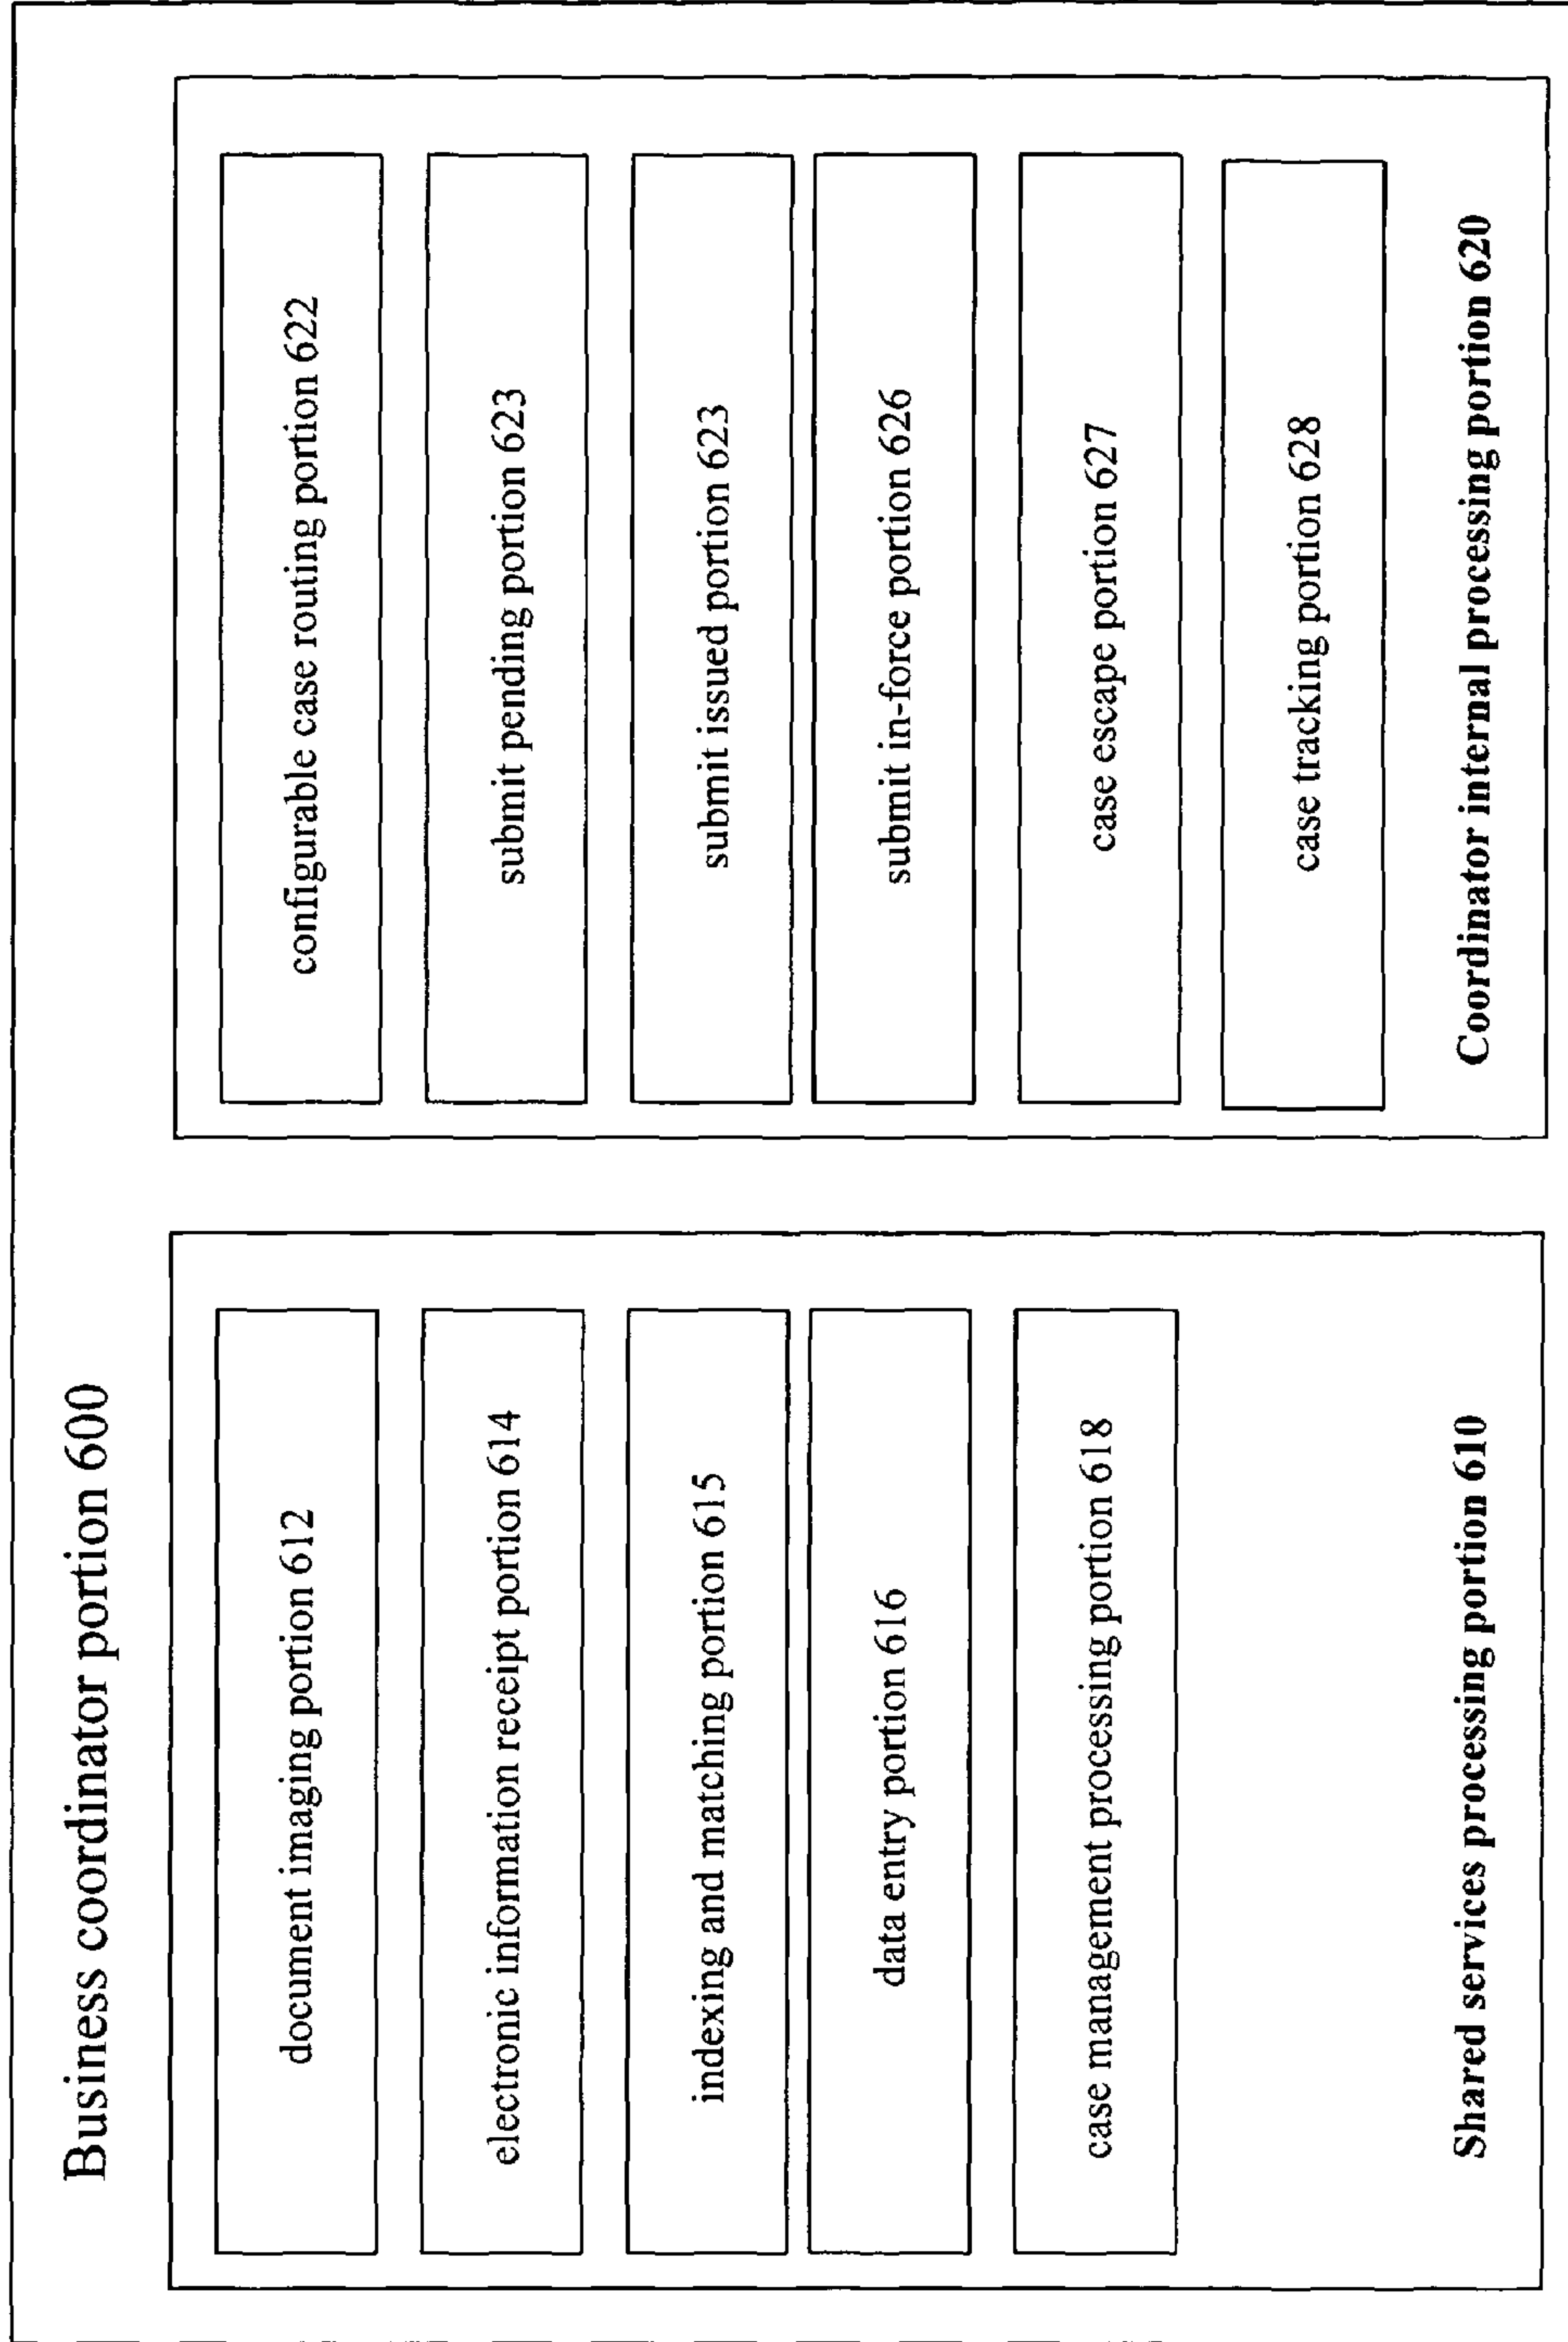 Business coordinator portion 600
document imaging portion 612
electronic information receipt portion 614
indexing and matching portion 615
data entry portion 616
case management processing portion 618
Shared services processing portion 610
configurable case routing portion 622
submit pending portion 623
submit issued portion 623
submit in-force portion 626
case escape portion 627
case tracking portion 628
Coordinator internal processing portion 620